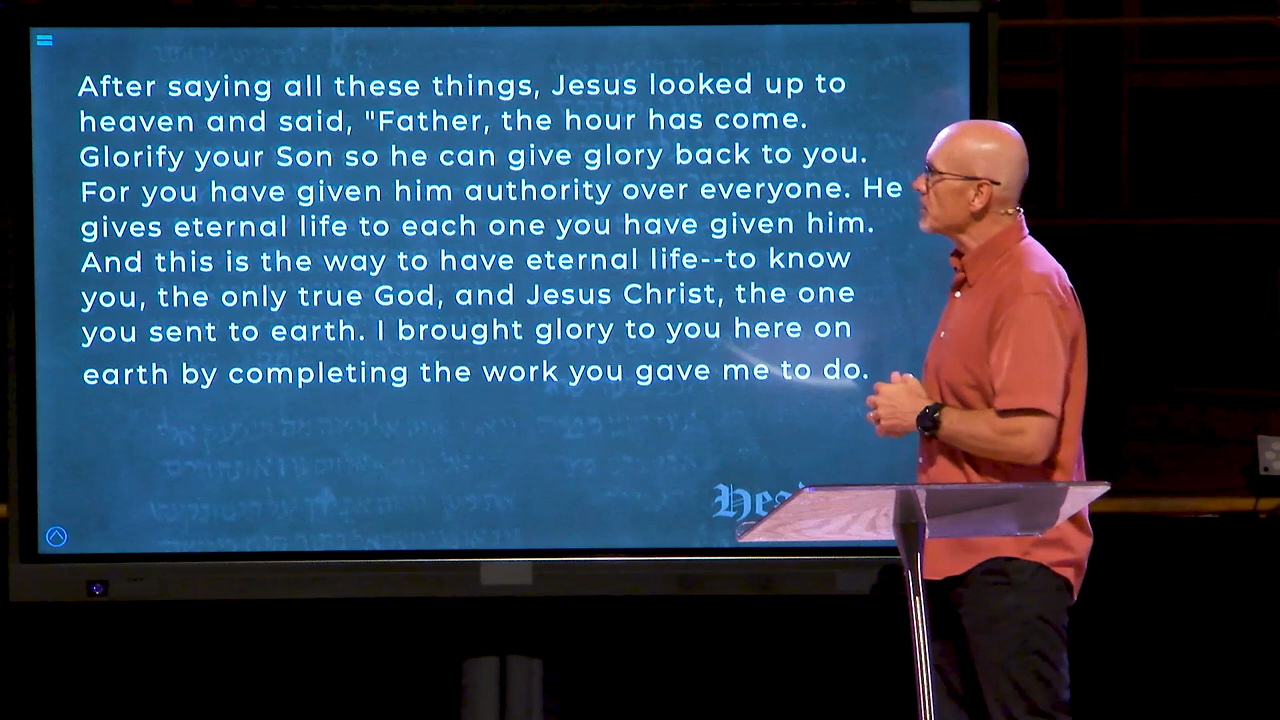 After saying all these things, Jesus looked up to
heaven and said, "Father, the hour has come.
Glorify your Son so he can give glory back to you.
For you have given him authority over everyone. He
gives eternal life to each one you have given him.
And this is the way to have eternal life--to know
you, the only true God, and Jesus Christ, the one
you sent to earth. I brought glory to you here on
earth by completing the work you gave me to do.